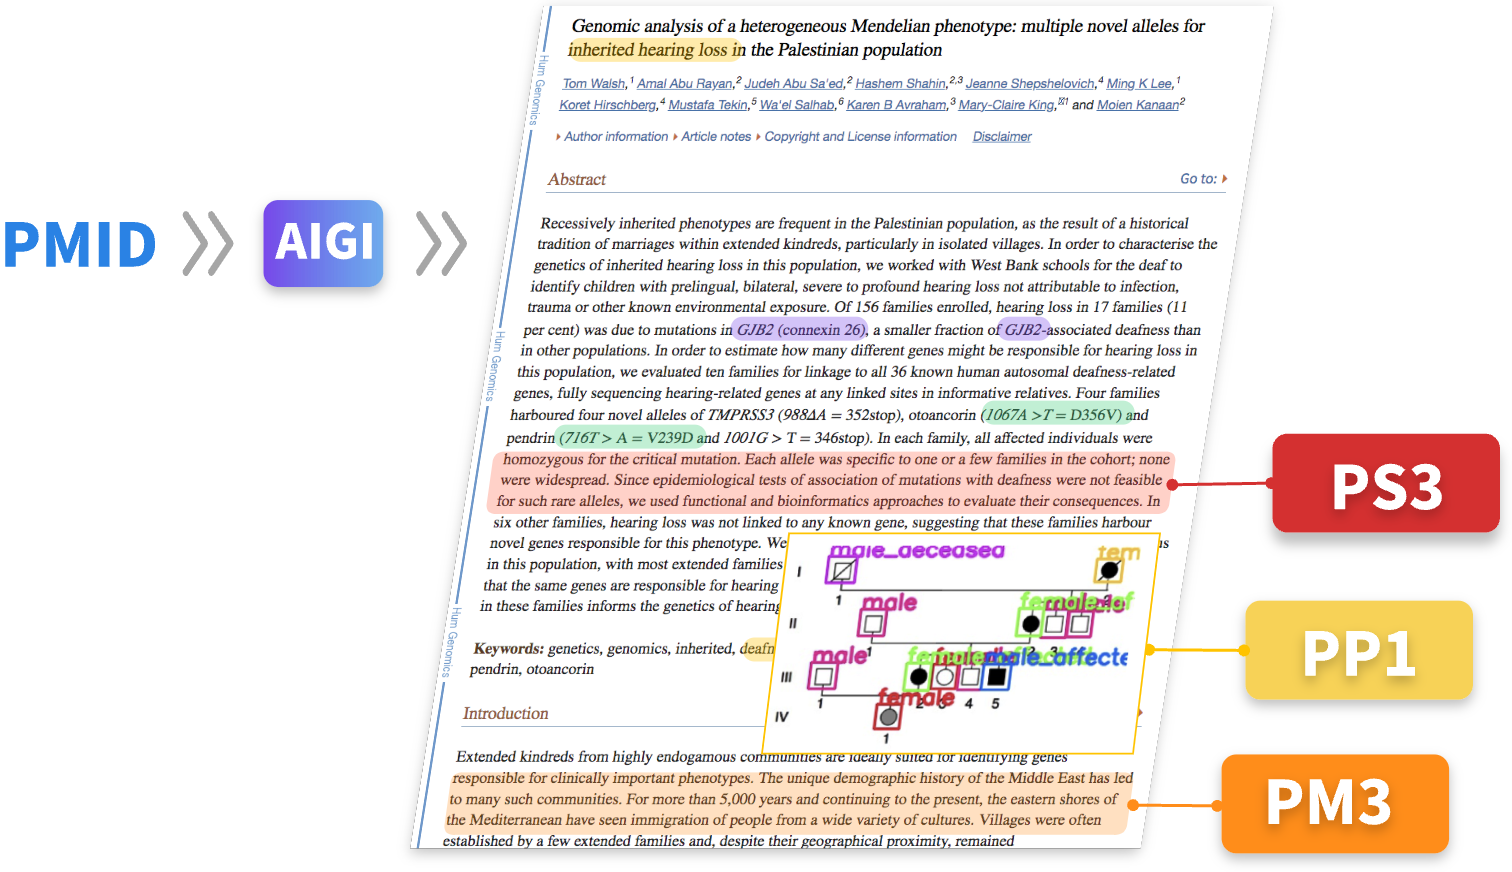 Genomic analysis of a heterogeneous Mendelian phenotype: multiple novel alleles for
inherited hearing loss in the Palestinian population
Tom Walsh,1 Amal Abu Rayan,2 Judeh Abu Sa'ed,2 Hashem Shahin,2,3 Jeanne Shepshelovich,4 Ming K Lee,1
Koret Hirschberg,4 Mustafa Tekin,5 Wa'el Salhab,6 Karen B Avraham,3 Mary-Claire King,✉1 and Moien Kanaan2
Author information Article notes Copyright and License information Disclaimer
Hum Genomics
Abstract
Go to:
PMID
AIGI
Recessively inherited phenotypes are frequent in the Palestinian population, as the result of a historical
tradition of marriages within extended kindreds, particularly in isolated villages. In order to characterise the
genetics of inherited hearing loss in this population, we worked with West Bank schools for the deaf to
identify children with prelingual, bilateral, severe to profound hearing loss not attributable to infection,
trauma or other known environmental exposure. Of 156 families enrolled, hearing loss in 17 families (11
per cent) was due to mutations in GJB2 (connexin 26), a smaller fraction of GJB2-associated deafness than
in other populations. In order to estimate how many different genes might be responsible for hearing loss in
this population, we evaluated ten families for linkage to all 36 known human autosomal deafness-related
genes, fully sequencing hearing-related genes at any linked sites in informative relatives. Four families
harboured four novel alleles of TMPRSS3 (988ΔA = 352stop), otoancorin (1067A >T = D356V) and
pendrin (716T > A = V239D and 1001G > T = 346stop). In each family, all affected individuals were
homozygous for the critical mutation. Each allele was specific to one or a few families in the cohort; none
were widespread. Since epidemiological tests of association of mutations with deafness were not feasible
for such rare alleles, we used functional and bioinformatics approaches to evaluate their consequences. In
six other families, hearing loss was not linked to any known gene, suggesting that these families harbour
novel genes responsible for this phenotype. We
in this population, with most extended families
that the same genes are responsible for hearing
in these families informs the genetics of hearing
Hum Genomics
Keywords: genetics, genomics, inherited, deafn
pendrin, otoancorin
Hum Genomics
Introduction
male_deceased
fem
I
1
male
II
1
2
3
male
male_affecte
III
1
2
3
4
5
female
IV
1
Extended kindreds from highly endogamous communities are ideally suited for identifying genes
responsible for clinically important phenotypes. The unique demographic history of the Middle East has led
to many such communities. For more than 5,000 years and continuing to the present, the eastern shores of
the Mediterranean have seen immigration of people from a wide variety of cultures. Villages were often
established by a few extended families and, despite their geographical proximity, remained
PS3
PP1
PM3